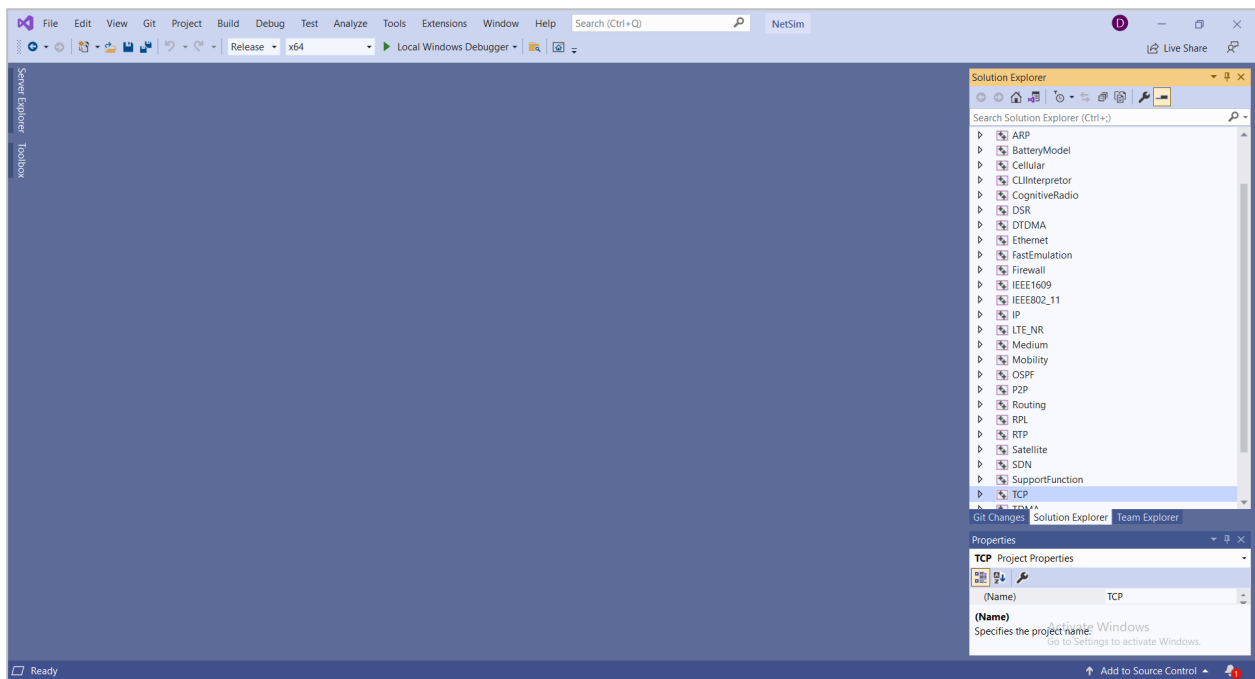 File Edit View Git Project Build Debug Test Analyze Tools Extensions Window Help Search (Ctrl+Q) NetSim D
Release x64 Local Windows Debugger Live Share
Server Explorer
Toolbox
Solution Explorer
Search Solution Explorer (Ctrl+;)
ARP
BatteryModel
Cellular
CLIInterpretor
CognitiveRadio
DSR
DTDMA
Ethernet
FastEmulation
Firewall
IEEE1609
IEEE802_11
IP
LTE_NR
Medium
Mobility
OSPF
P2P
Routing
RPL
RTP
Satellite
SDN
SupportFunction
TCP
TDMA
Git Changes Solution Explorer Team Explorer
Properties
TCP Project Properties
(Name) TCP
(Name)
Specifies the project name.
Activate Windows
Go to Settings to activate Windows.
Ready Add to Source Control 1